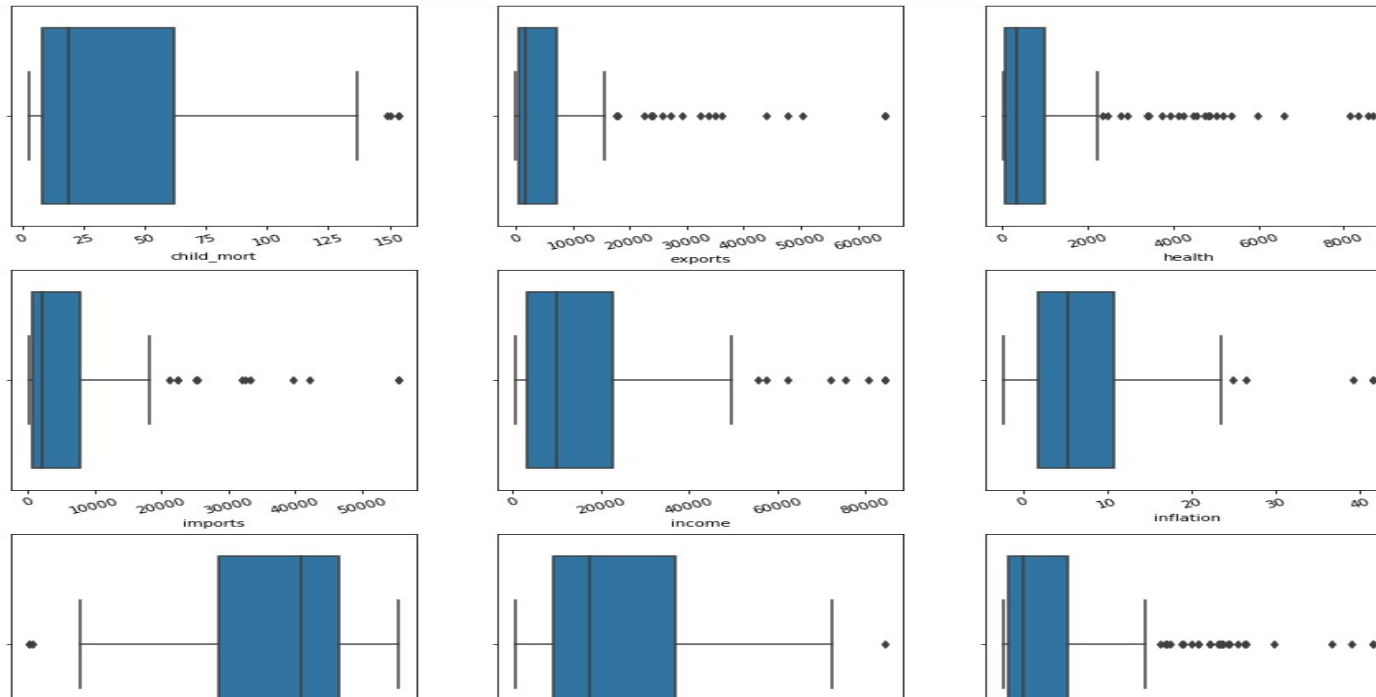 0 25 50 75 100 125 150
child_mort
0 10000 20000 30000 40000 50000 60000
exports
0 2000 4000 6000 8000
health
0 10000 20000 30000 40000 50000
imports
0 20000 40000 60000 80000
income
0 10 20 30 40
inflation